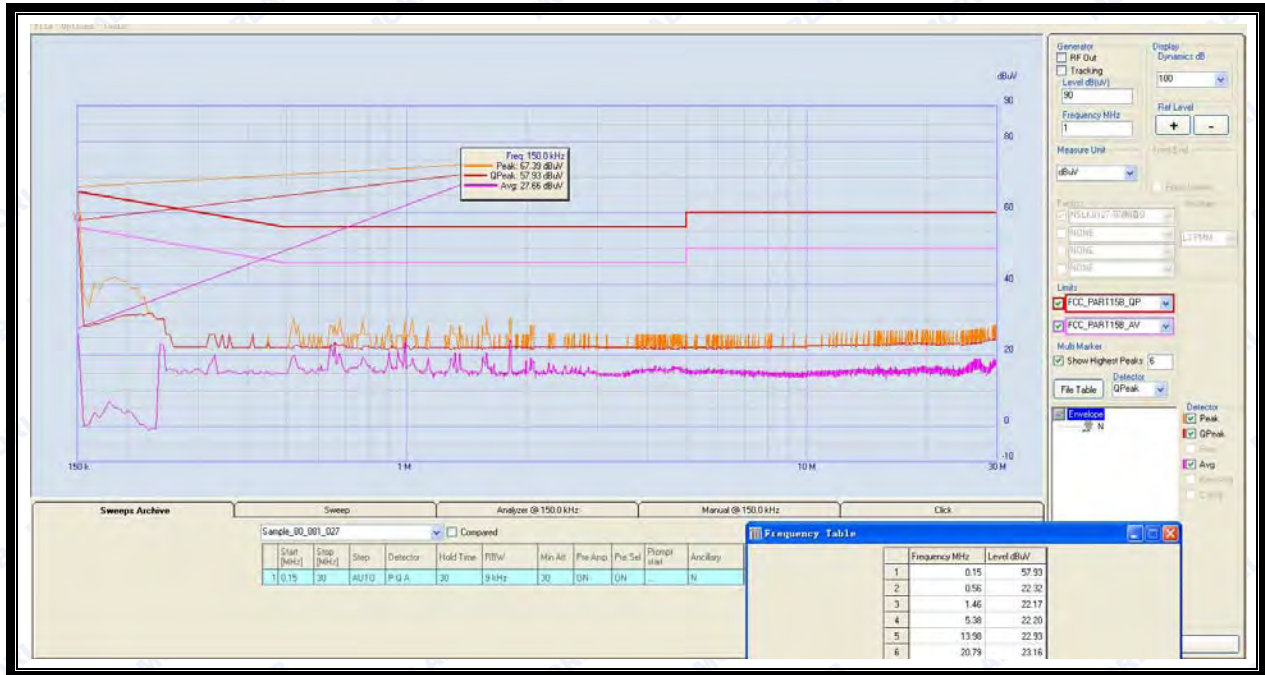 File Options Table
dBuV
90
80
60
40
20
0
-10
150 k
1 M
10 M
30 M
Freq: 150.0 kHz
Peak: 67.39 dBuV
QPeak: 57.93 dBuV
Avg: 27.66 dBuV
Generator
RF Out
Tracking
Level dB(uV)
90
Frequency MHz
1
Display
Dynamics dB
100
Ref Level
+ -
Measure Unit
dBuV
Front End
NONE
NONE
NONE
Limits
FCC_PART15B_QP
FCC_PART15B_AV
Multi Marker
Show Highest Peaks 6
File Table
Detector
QPeak
Envelope
N
Detector
Peak
QPeak
Avg
Sweeps Archive
Sweep
Analyzer @ 150.0 kHz
Manual @ 150.0 kHz
Click
Sample_80_081_027
Compared
Start [MHz] Stop [MHz] Step Detector Hold Time RBW Min Att Pre Amp Pre Sel Prompt start Ancillary
1 0.15 30 AUTO P Q A 30 9 kHz 30 ON ON ... N
Frequency Table
Frequency MHz Level dBuV
1 0.15 57.93
2 0.56 22.32
3 1.46 22.17
4 5.38 22.20
5 13.98 22.93
6 20.79 23.16